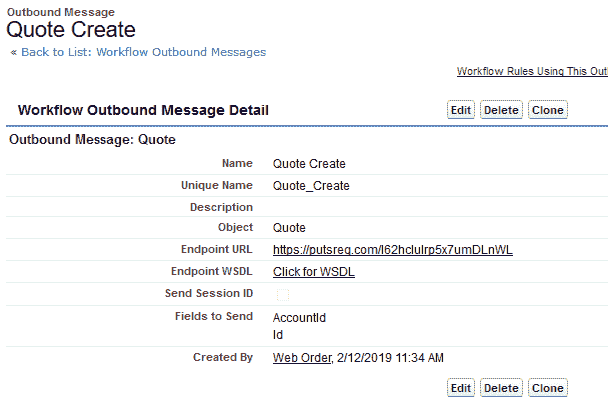 Outbound Message
Quote Create
« Back to List: Workflow Outbound Messages
Workflow Rules Using This Out
Workflow Outbound Message Detail Edit Delete Clone
Outbound Message: Quote
Name Quote Create
Unique Name Quote_Create
Description
Object Quote
Endpoint URL https://putsreq.com/l62hclulrp5x7umDLnWL
Endpoint WSDL Click for WSDL
Send Session ID
Fields to Send AccountId
Id
Created By Web Order, 2/12/2019 11:34 AM
Edit Delete Clone